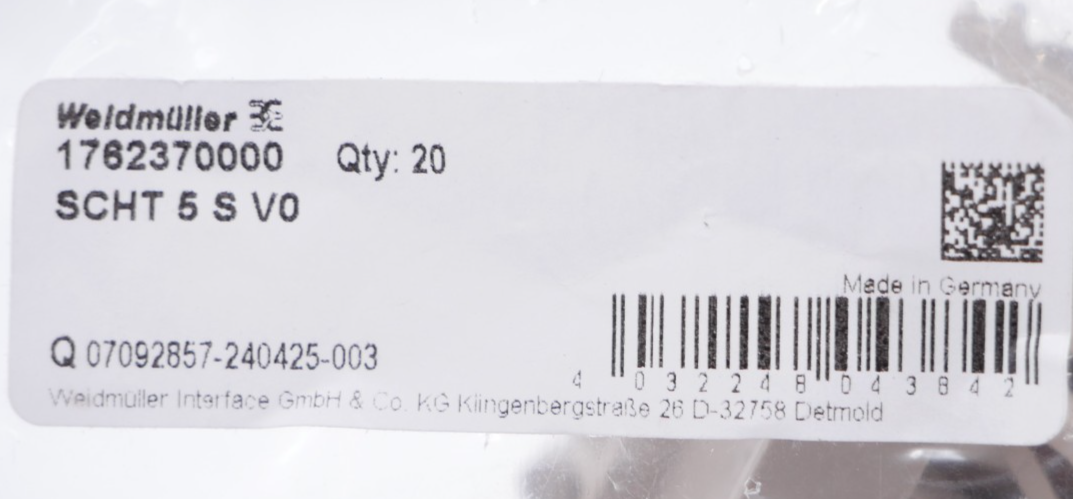 Weidmüller
1762370000 Qty: 20
SCHT 5 S V0
Made in Germany
Q 07092857-240425-003
4 032248 043842
Weidmüller Interface GmbH & Co. KG Klingenbergstraße 26 D-32758 Detmold